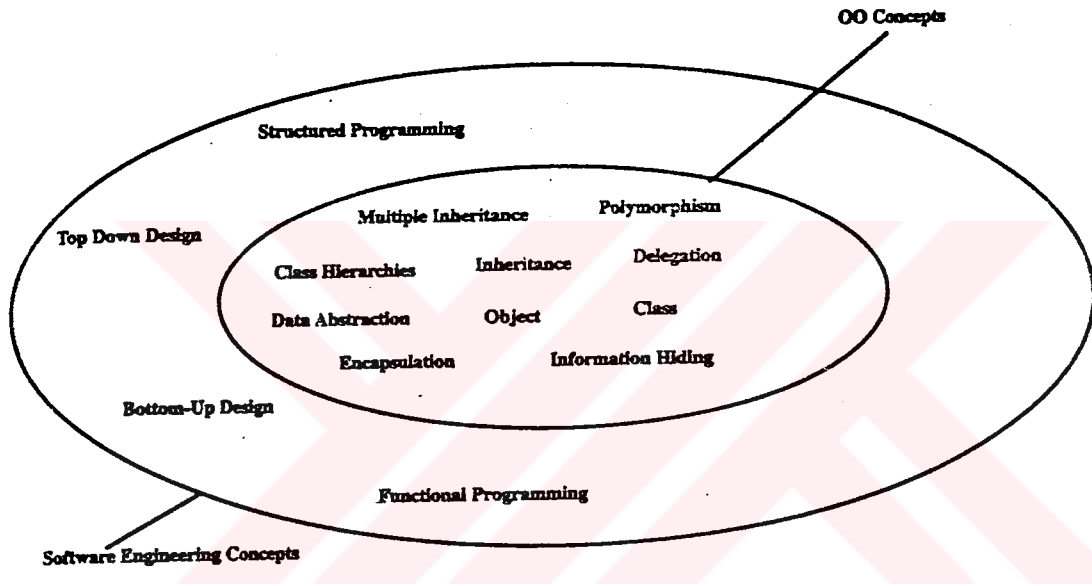 OO Concepts
Structured Programming
Multiple Inheritance
Polymorphism
Top Down Design
Class Hierarchies
Inheritance
Delegation
Data Abstraction
Object
Class
Encapsulation
Information Hiding
Bottom-Up Design
Functional Programming
Software Engineering Concepts